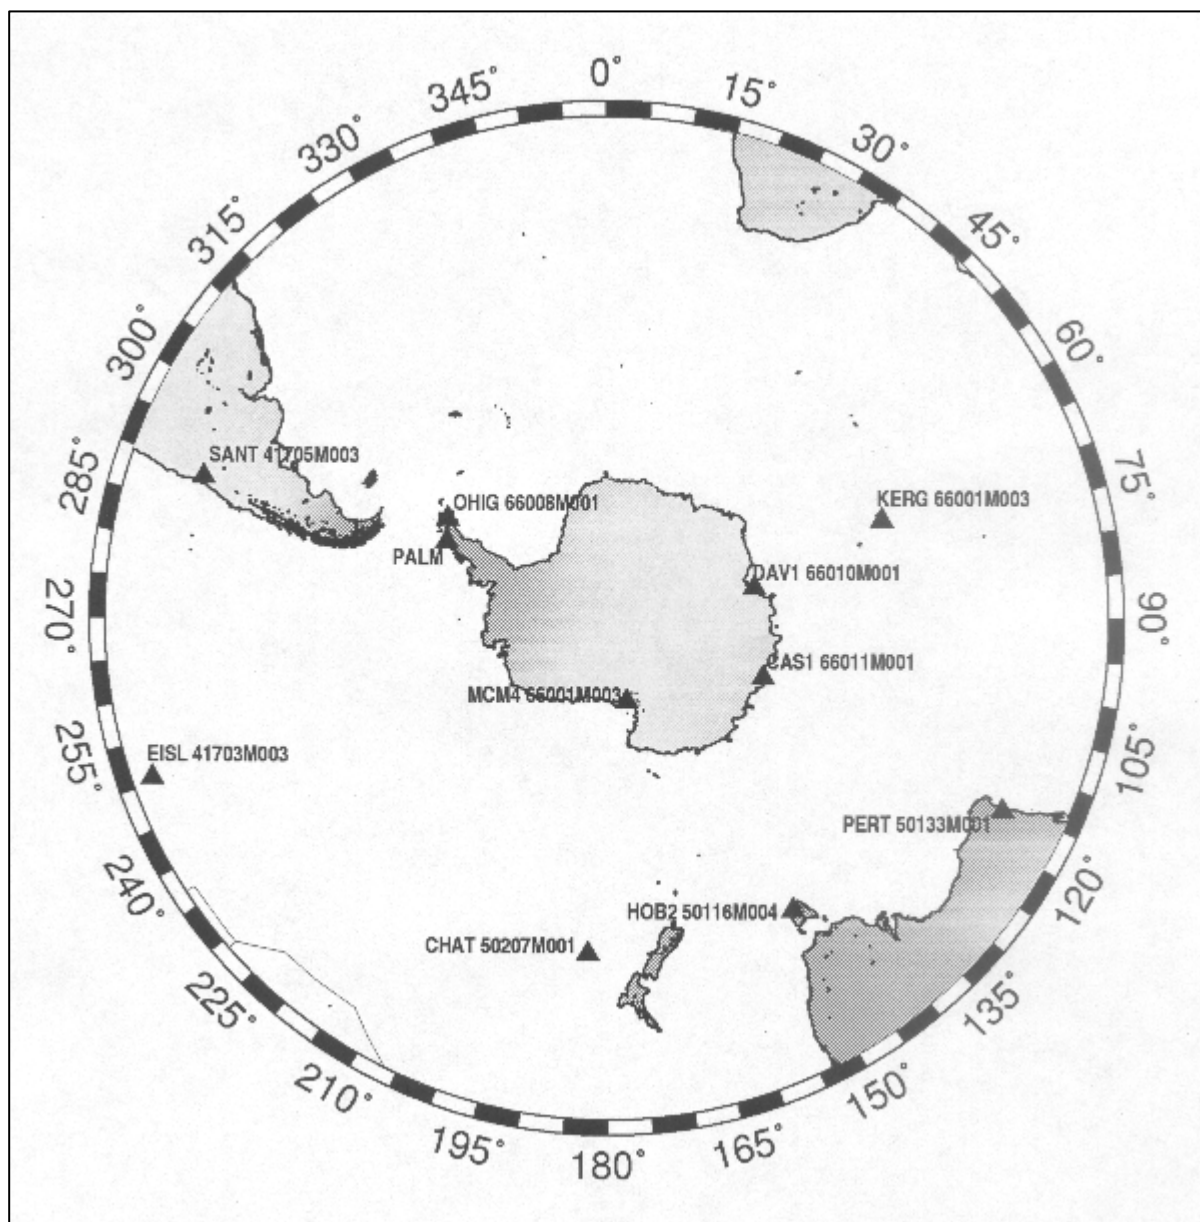 0°
345°
15°
330°
30°
315°
45°
300°
60°
285°
SANT 41705M003
75°
OHIG 66008M001
KERG 66001M003
PALM
DAV1 66010M001
270°
90°
CAS1 66011M001
MCM4 66001M003
255°
EISL 41703M003
105°
PERT 50133M001
240°
120°
HOB2 50116M004
CHAT 50207M001
225°
135°
210°
150°
195°
165°
180°